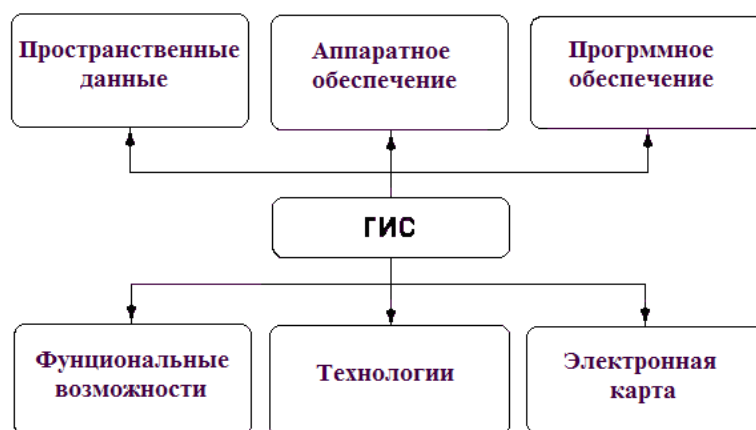 Пространственные
данные
Аппаратное
обеспечение
Прогрммное
обеспечение
ГИС
Фунциональные
возможности
Технологии
Электронная
карта